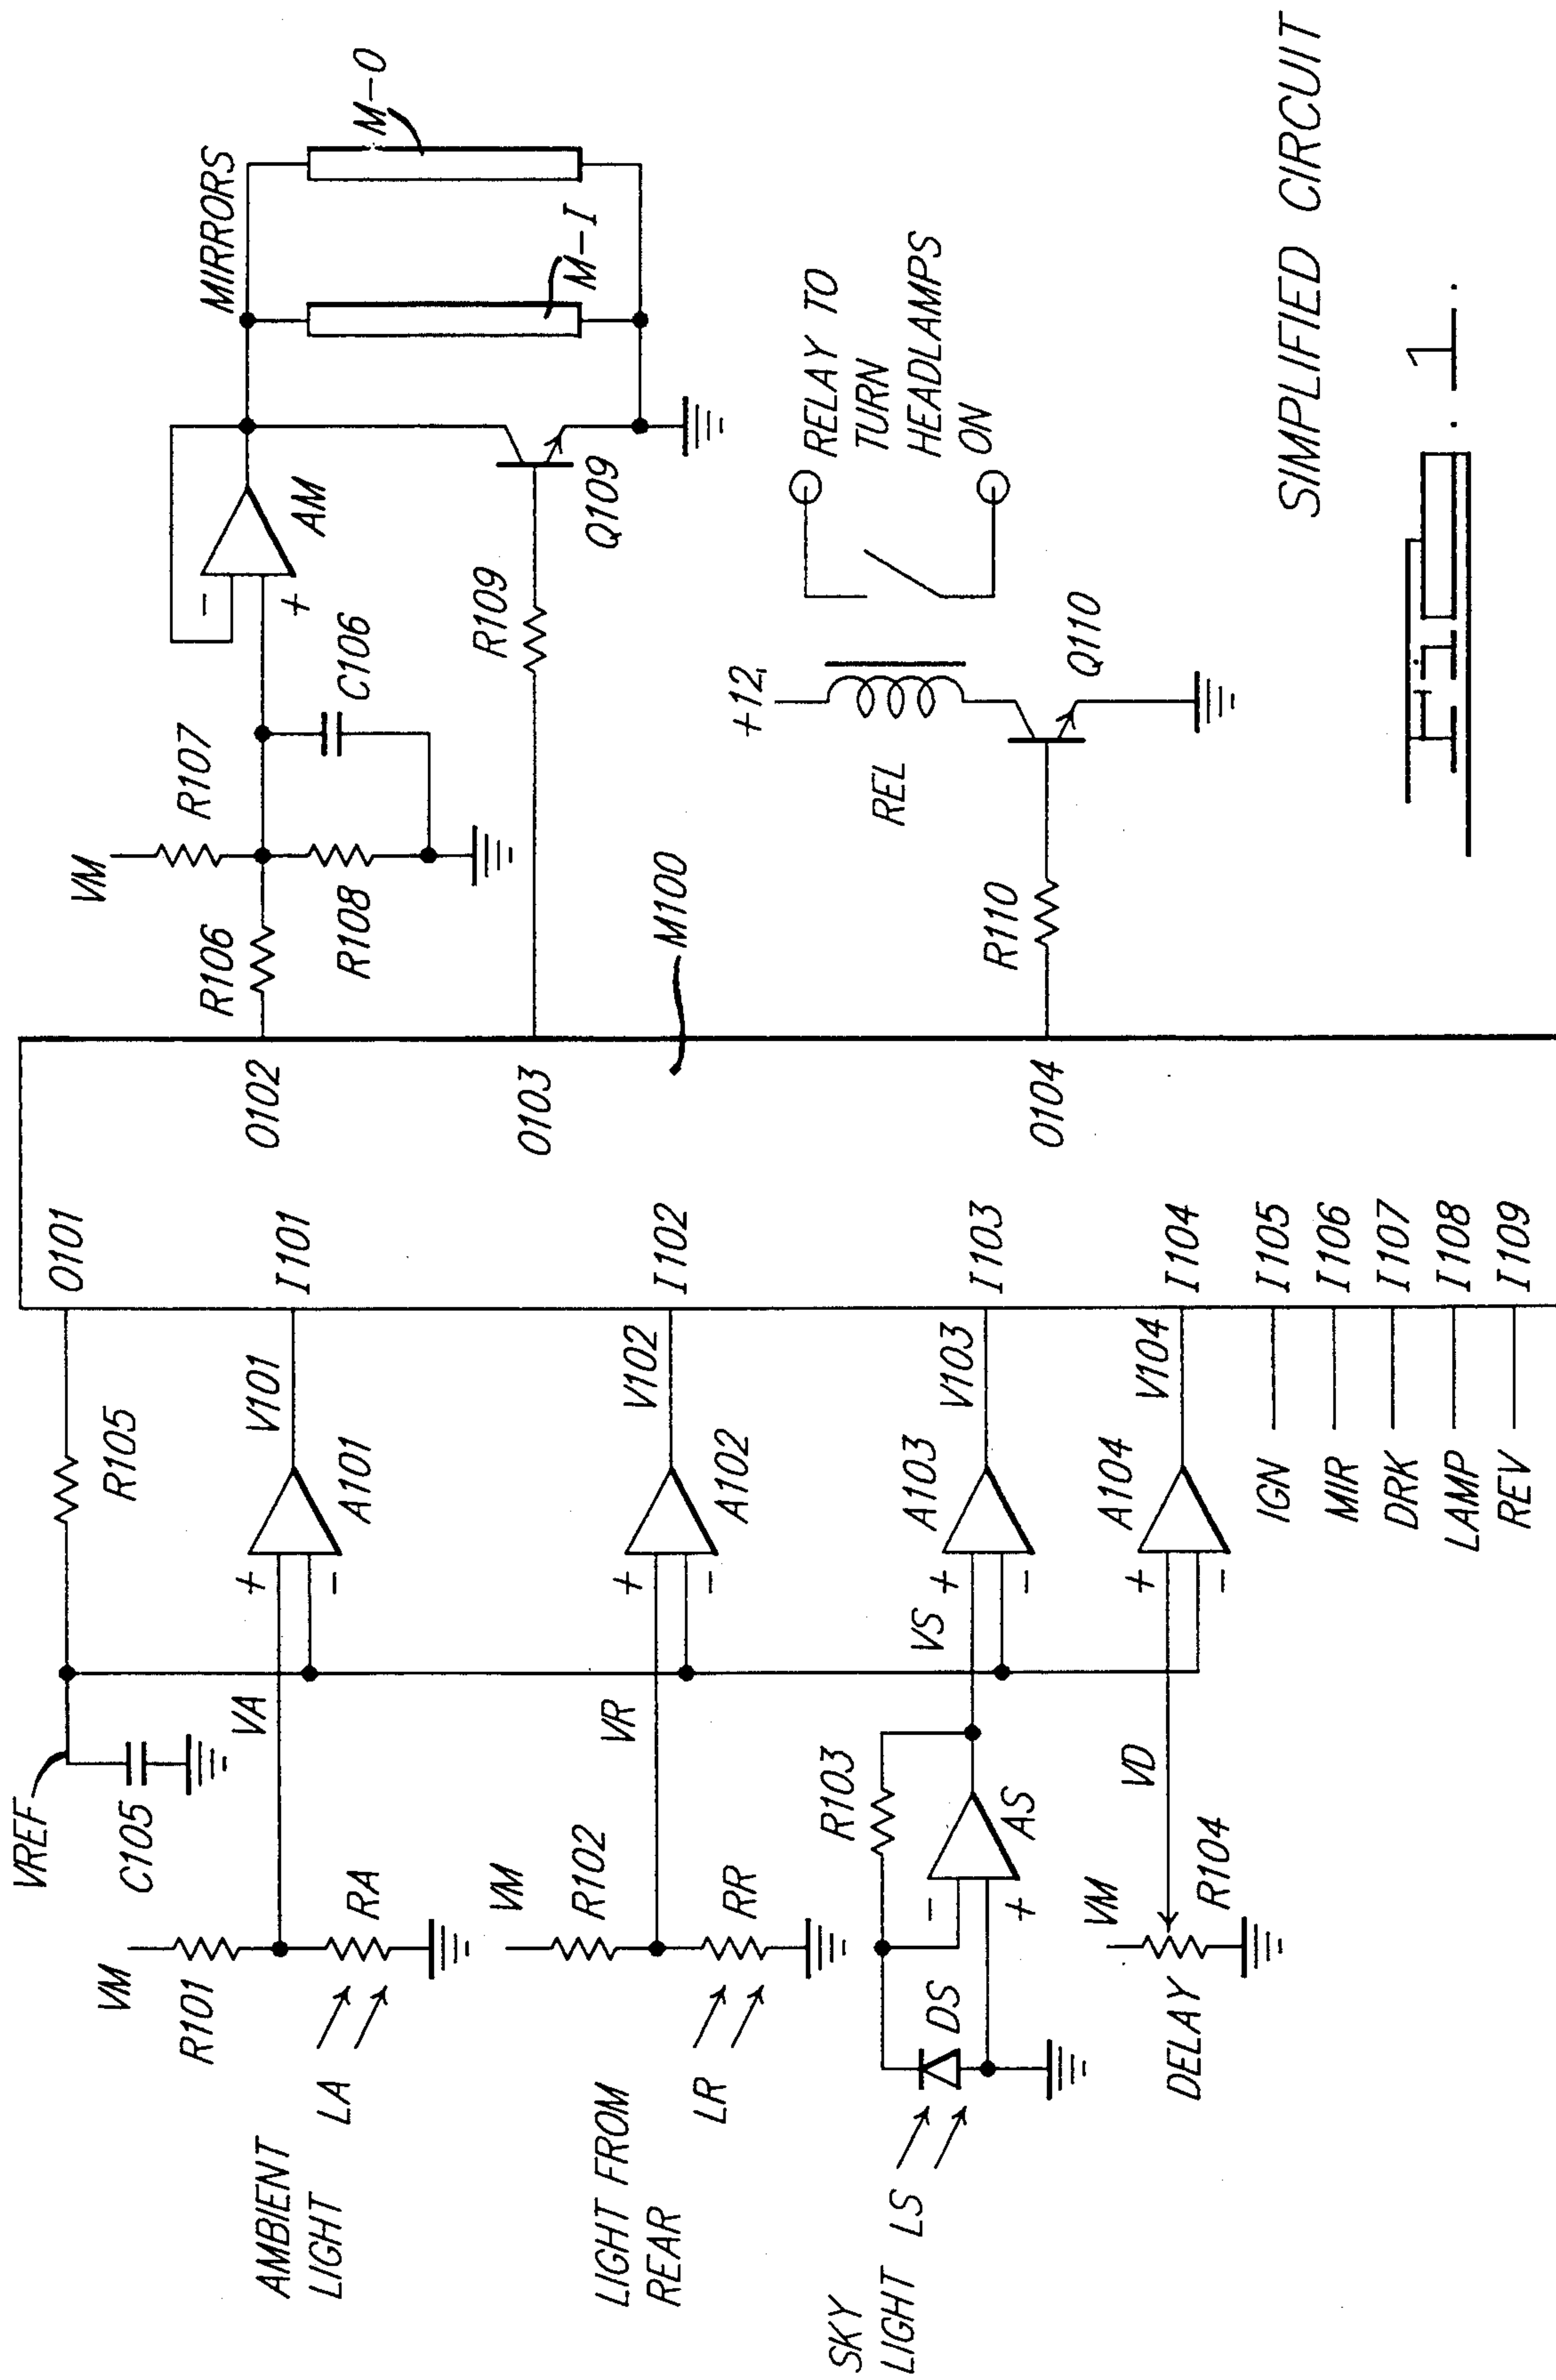 VREF
C105
R105
O101
VM
R101
AMBIENT
LIGHT
LA
RA
VA
+
-
A101
V101
I101
VM
R102
LIGHT FROM
REAR
LR
RR
VR
+
-
A102
V102
I102
SKY
LIGHT LS
DS
R103
-
+
AS
VS
+
-
A103
V103
I103
VM
DELAY
R104
VD
+
-
A104
V104
I104
IGN I105
MIR I106
DRK I107
LAMP I108
REV I109
M100
O102
R106
VM
R107
R108
C106
-
+
AM
MIRRORS
M-I
M-O
O103
R109
Q109
O104
R110
+12
REL
Q110
RELAY TO
TURN
HEADLAMPS
ON
SIMPLIFIED CIRCUIT
Fig. 1.